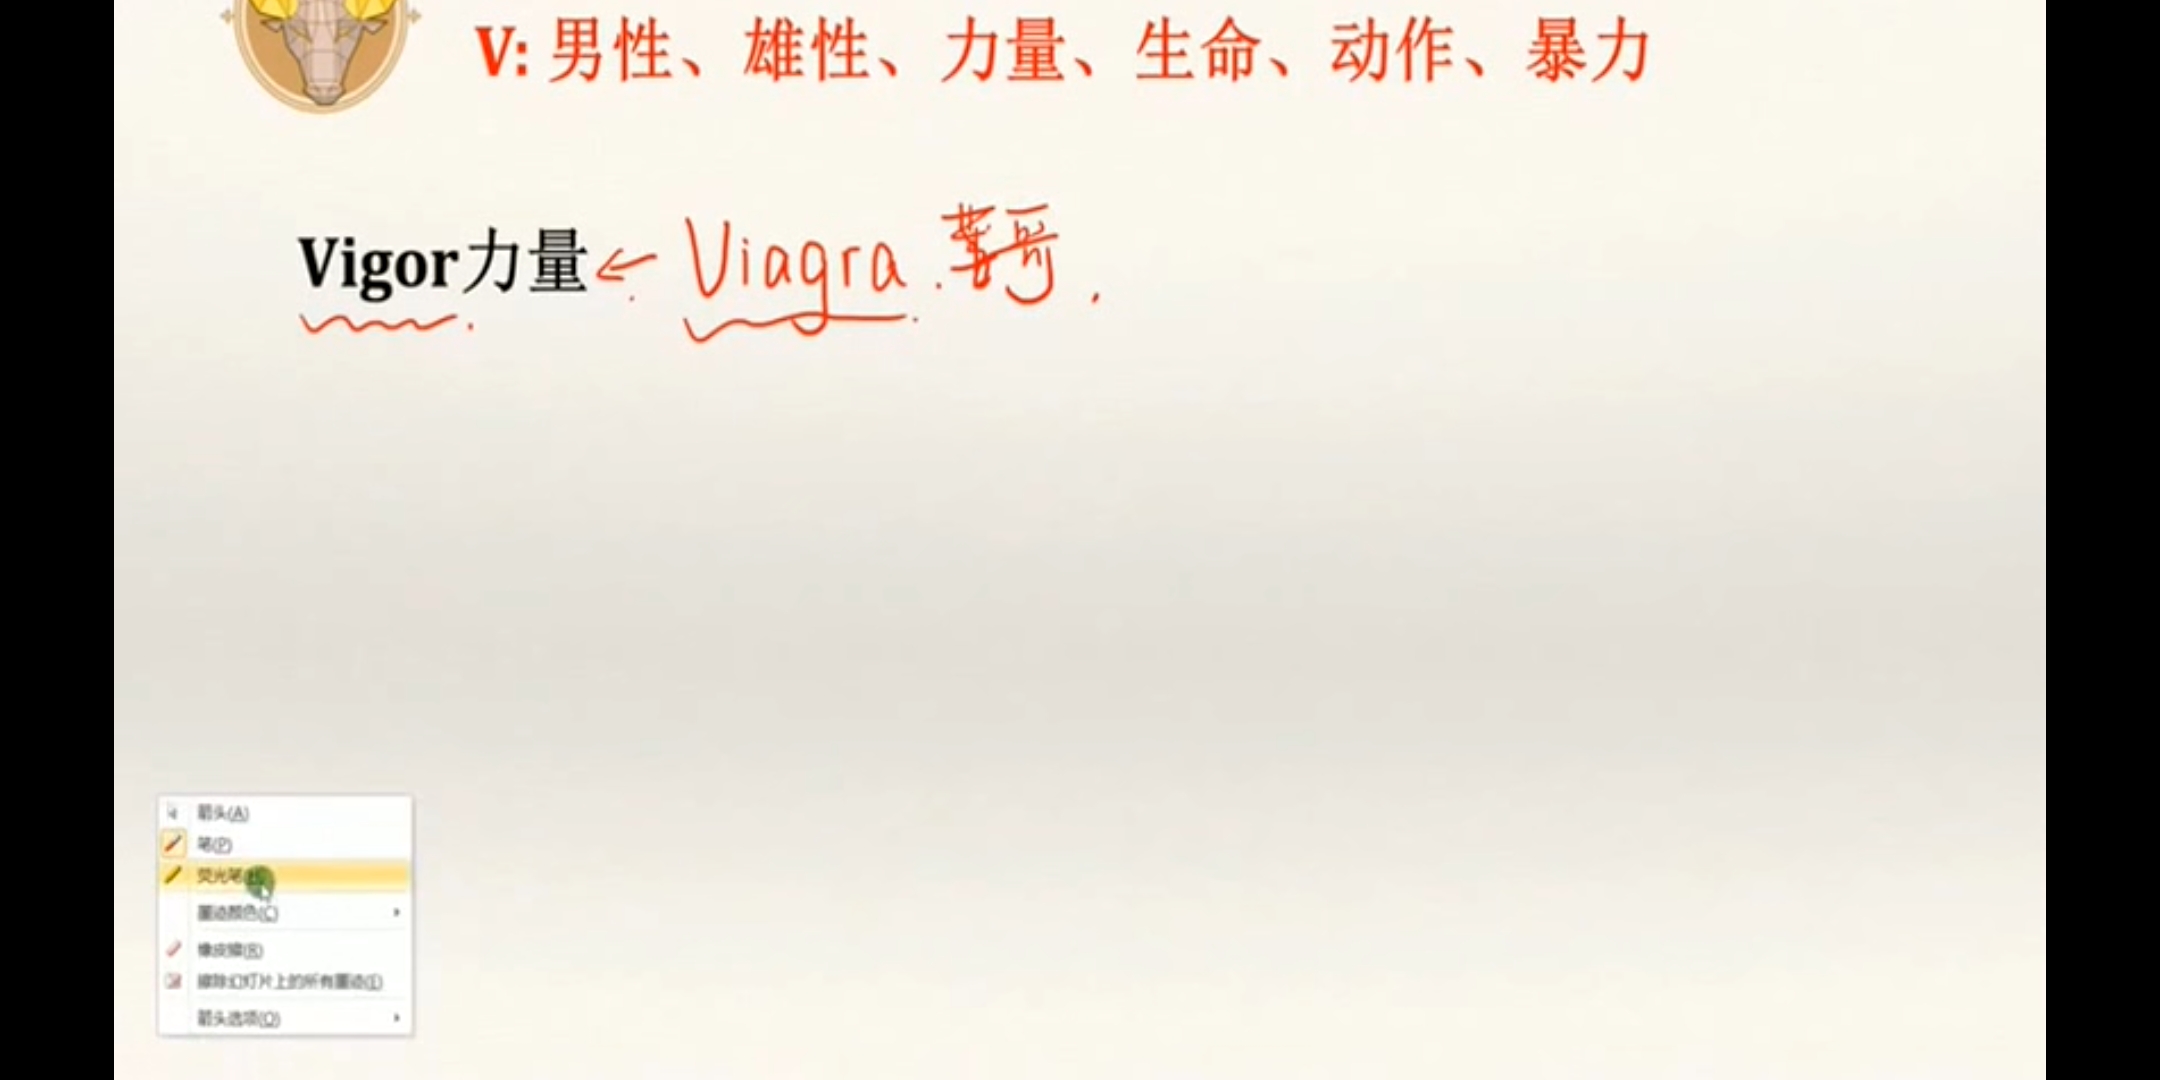 V: 男性、雄性、力量、生命、动作、暴力
Vigor力量 ← Viagra.
箭头(A)
笔(P)
荧光笔
墨迹颜色(C)
橡皮擦(R)
擦除幻灯片上的所有墨迹(E)
箭头选项(O)